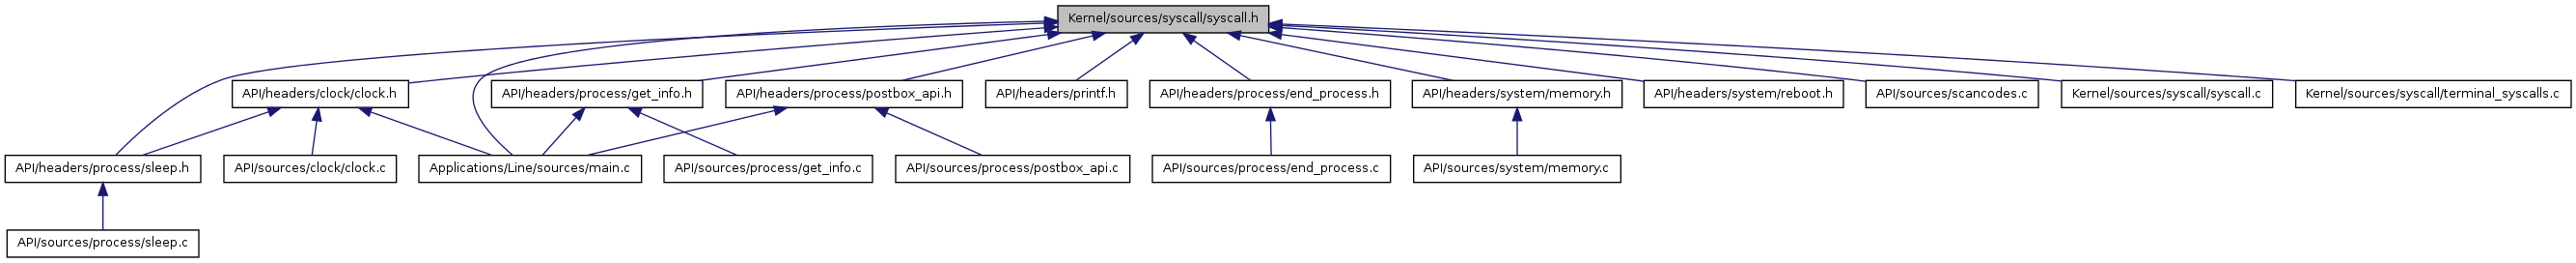 Kernel/sources/syscall/syscall.h
API/headers/clock/clock.h
API/headers/process/get_info.h
API/headers/process/postbox_api.h
API/headers/printf.h
API/headers/process/end_process.h
API/headers/system/memory.h
API/headers/system/reboot.h
API/sources/scancodes.c
Kernel/sources/syscall/syscall.c
Kernel/sources/syscall/terminal_syscalls.c
API/headers/process/sleep.h
API/sources/clock/clock.c
Applications/Line/sources/main.c
API/sources/process/get_info.c
API/sources/process/postbox_api.c
API/sources/process/end_process.c
API/sources/system/memory.c
API/sources/process/sleep.c